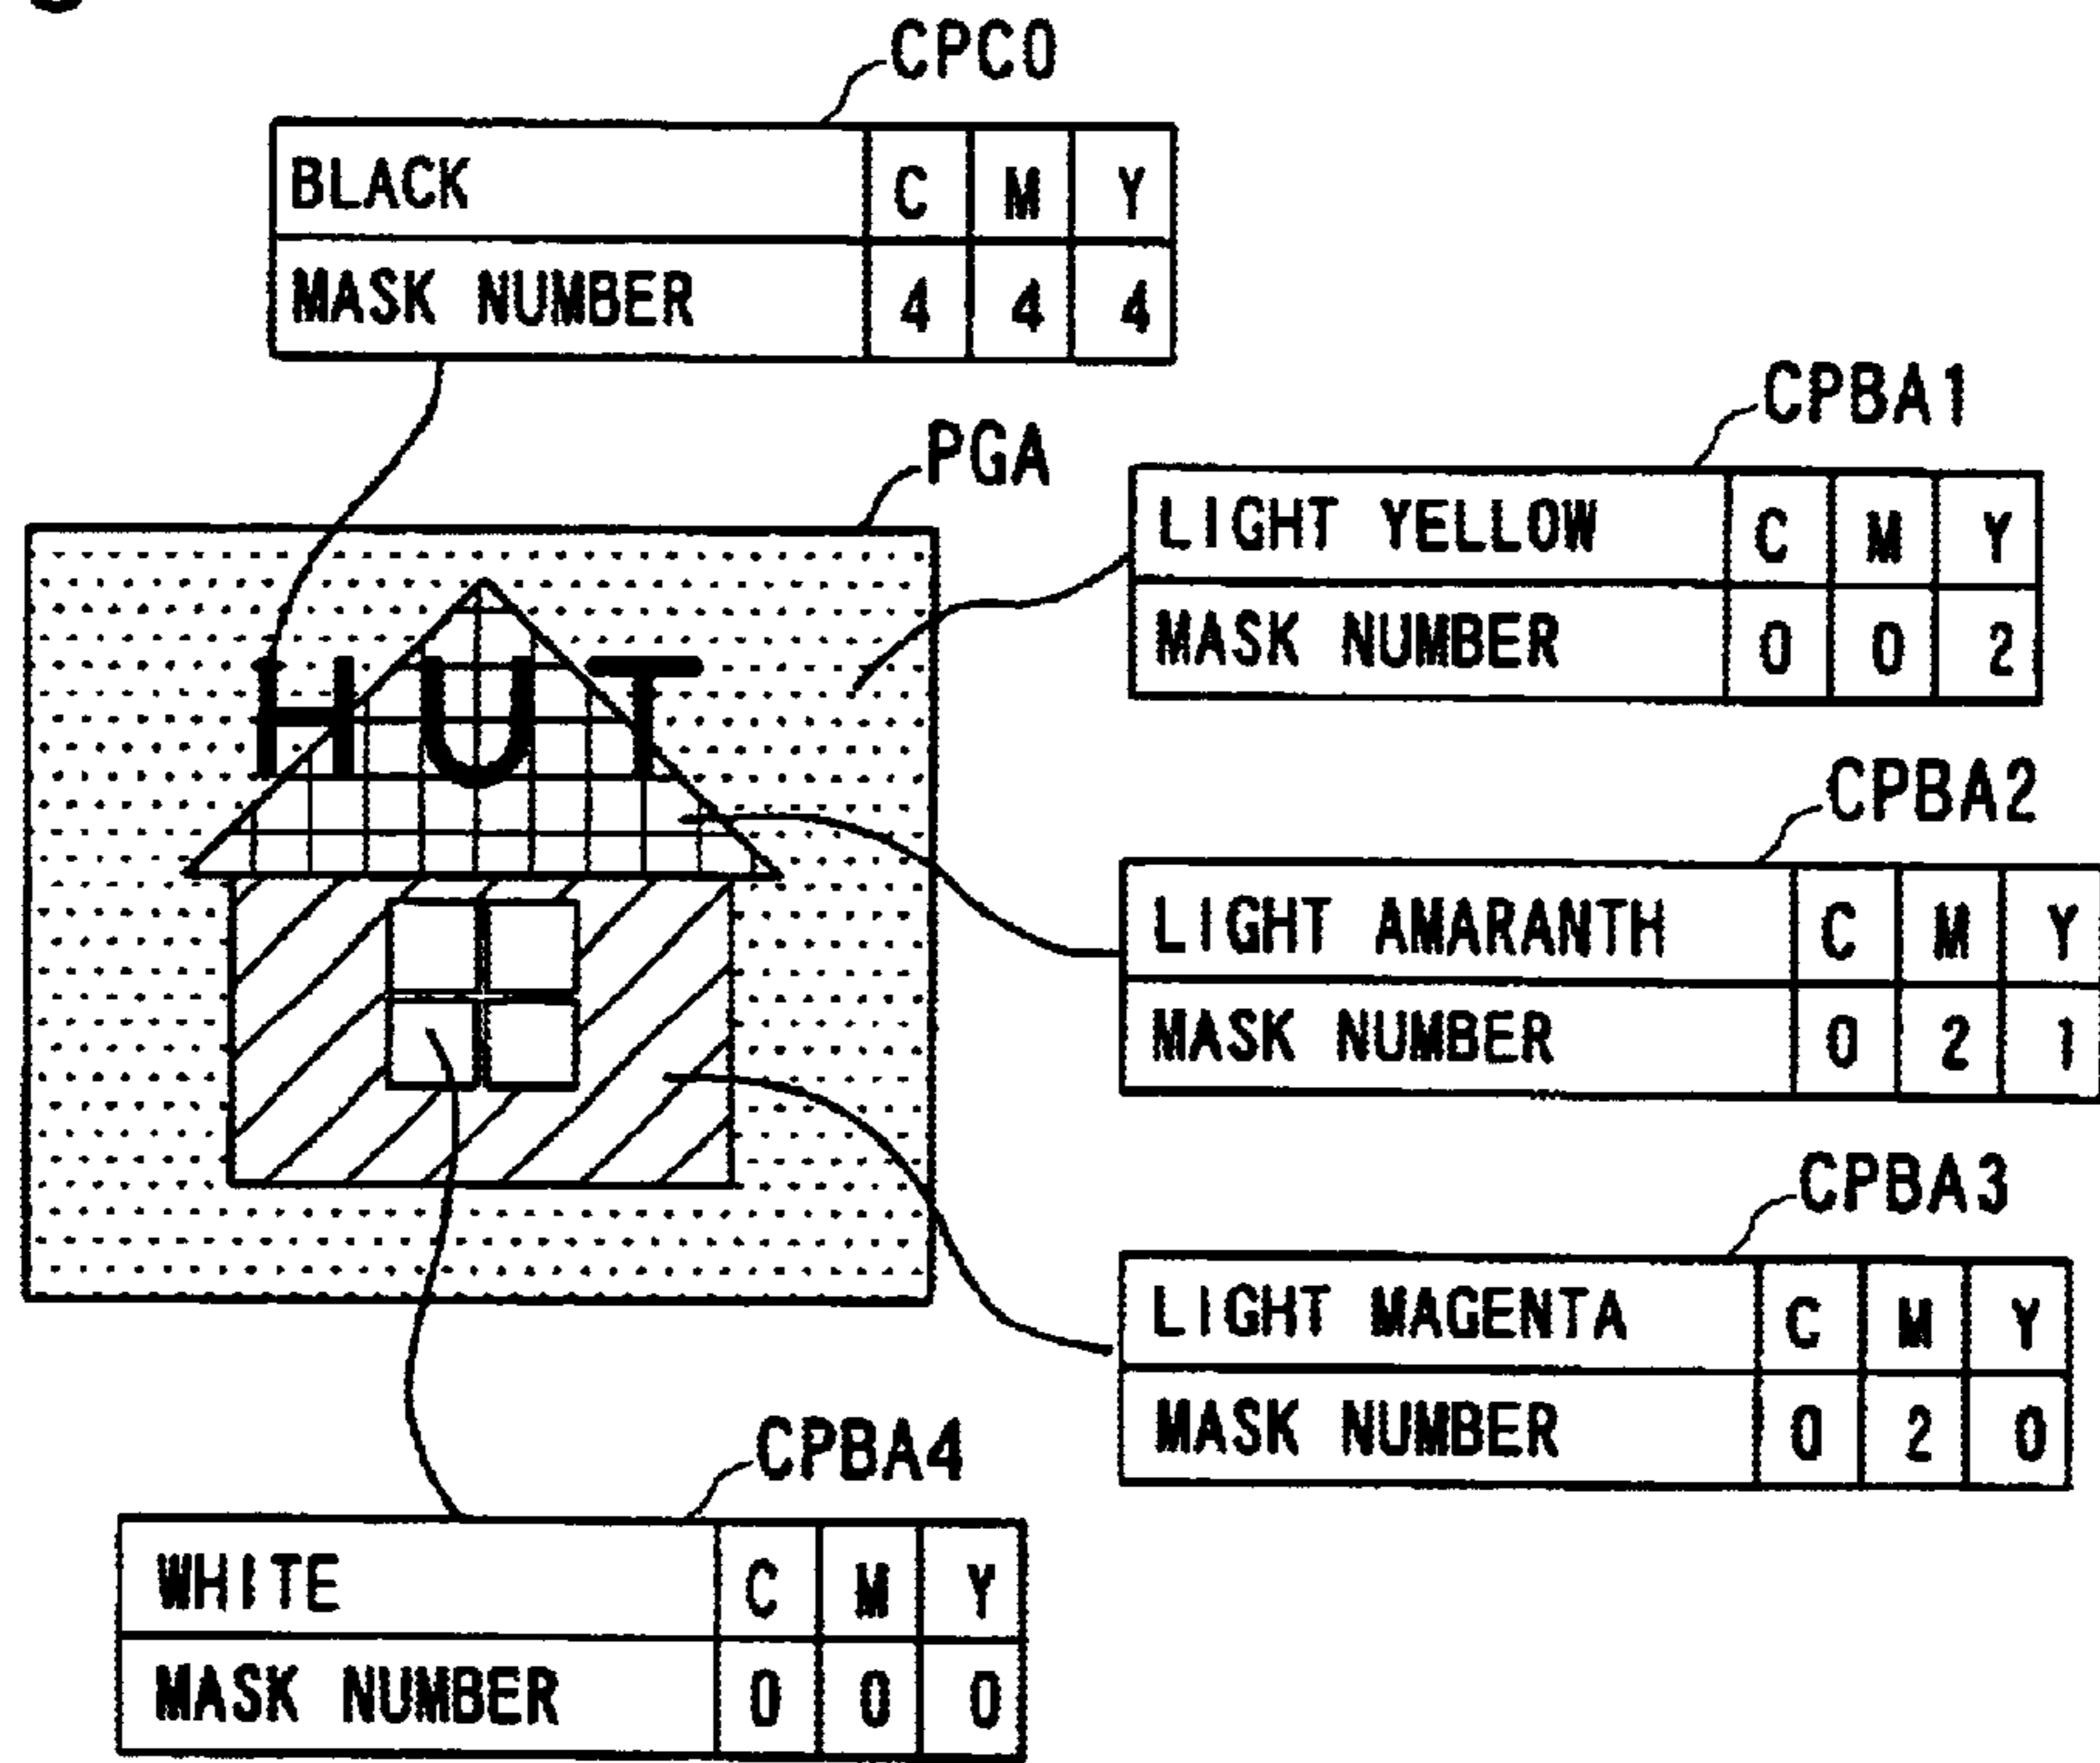 CPC0
BLACK C M Y
MASK NUMBER 4 4 4
CPBA1
PGA
LIGHT YELLOW C M Y
MASK NUMBER 0 0 2
HUT
CPBA2
LIGHT AMARANTH C M Y
MASK NUMBER 0 2 1
CPBA3
LIGHT MAGENTA C M Y
MASK NUMBER 0 2 0
CPBA4
WHITE C M Y
MASK NUMBER 0 0 0